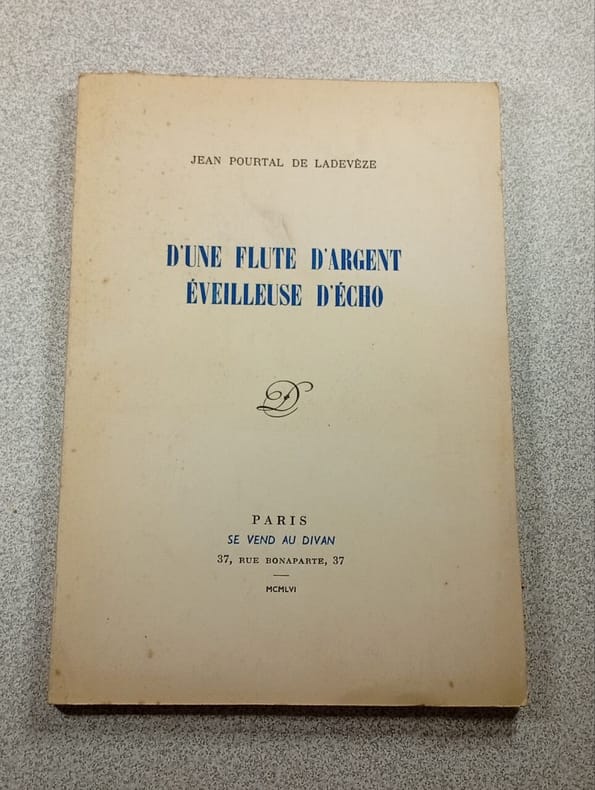 JEAN POURTAL DE LADEVÈZE
D'UNE FLUTE D'ARGENT
ÉVEILLEUSE D'ÉCHO
D
PARIS
SE VEND AU DIVAN
37, RUE BONAPARTE, 37
MCMLVI